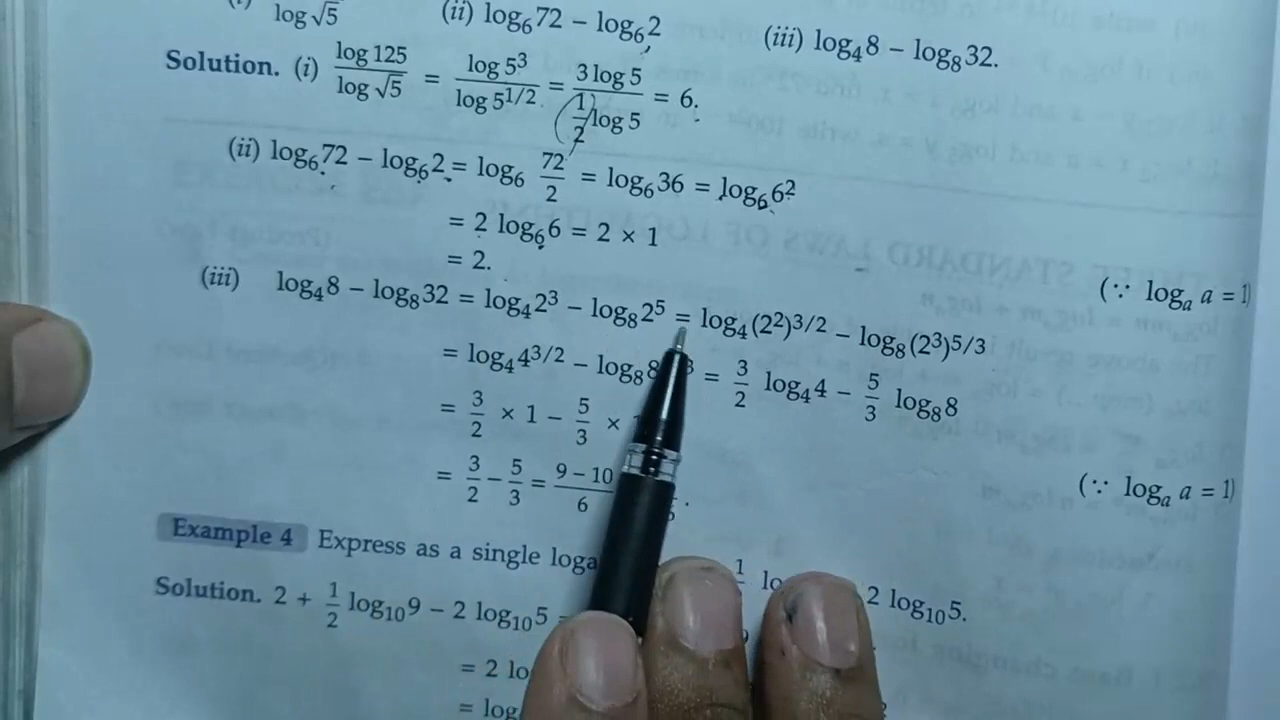 log √5 (ii) log₆72 – log₆2 (iii) log₄8 – log₈32.
Solution. (i) log 125 / log √5 = log 5³ / log 5^1/2 = 3 log 5 / (1/2) log 5 = 6.
(ii) log₆72 – log₆2 = log₆ 72/2 = log₆36 = log₆6²
= 2 log₆6 = 2 × 1
= 2. (∵ logₐ a = 1)
(iii) log₄8 – log₈32 = log₄2³ – log₈2⁵ = log₄(2²)^3/2 – log₈(2³)^5/3
= log₄4^3/2 – log₈8 = 3/2 log₄4 – 5/3 log₈8
= 3/2 × 1 – 5/3 ×
= 3/2 – 5/3 = 9 – 10 / 6 (∵ logₐ a = 1)
Example 4 Express as a single 2 log₁₀5.
Solution. 2 + 1/2 log₁₀9 – 2 log₁₀5
= 2
= log